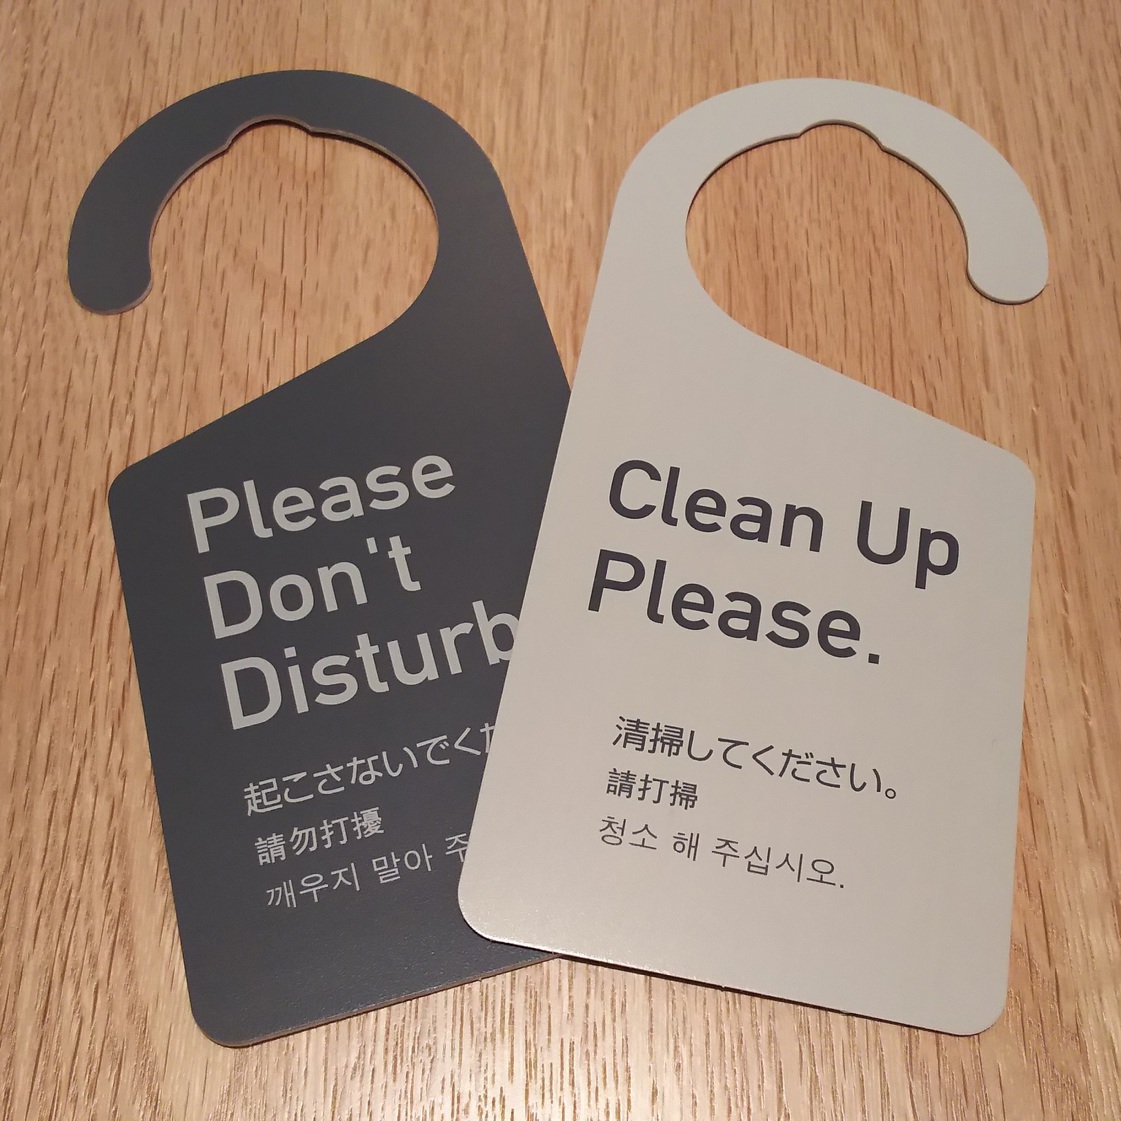 Please
Don't
Disturb
起こさないでくだ
請勿打擾
깨우지 말아 주
Clean Up
Please.
清掃してください。
請打掃
청소 해 주십시오.